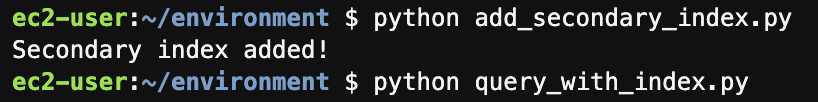 ec2-user:~/environment $ python add_secondary_index.py
Secondary index added!
ec2-user:~/environment $ python query_with_index.py